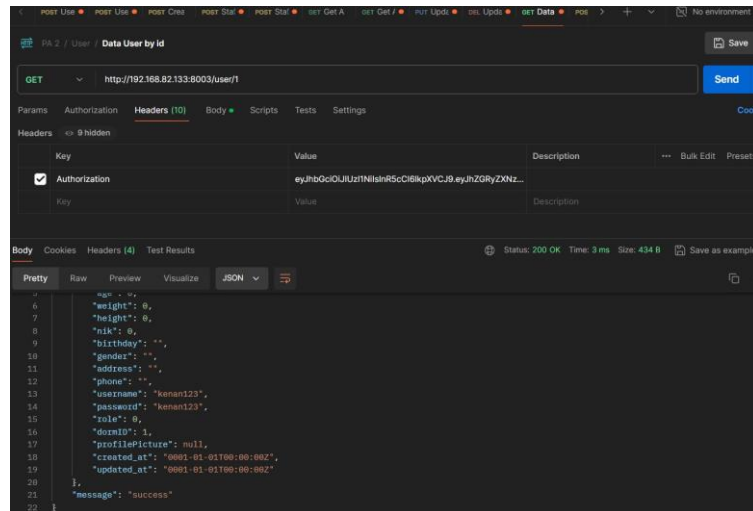 POST Use POST Use POST Crea POST Stat POST Stat GET Get A GET Get / PUT Upda DEL Upda GET Data POS No environment
PA 2 / User / Data User by id Save
GET http://192.168.82.133:8003/user/1 Send
Params Authorization Headers (10) Body Scripts Tests Settings Coo
Headers 9 hidden
Key Value Description Bulk Edit Preset
Authorization Description
Key Value Description
Body Cookies Headers (4) Test Results Status: 200 OK Time: 3 ms Size: 434 B Save as example
Pretty Raw Preview Visualize JSON
5 "age": 0,
6 "weight": 0,
7 "height": 0,
8 "nik": 0,
9 "birthday": "",
10 "gender": "",
11 "address": "",
12 "phone": "",
13 "username": "kenan123",
14 "password": "kenan123",
15 "role": 0,
16 "dormID": 1,
17 "profilePicture": null,
18 "created_at": "0001-01-01T00:00:00Z",
19 "updated_at": "0001-01-01T00:00:00Z"
20 },
21 "message": "success"
22 }